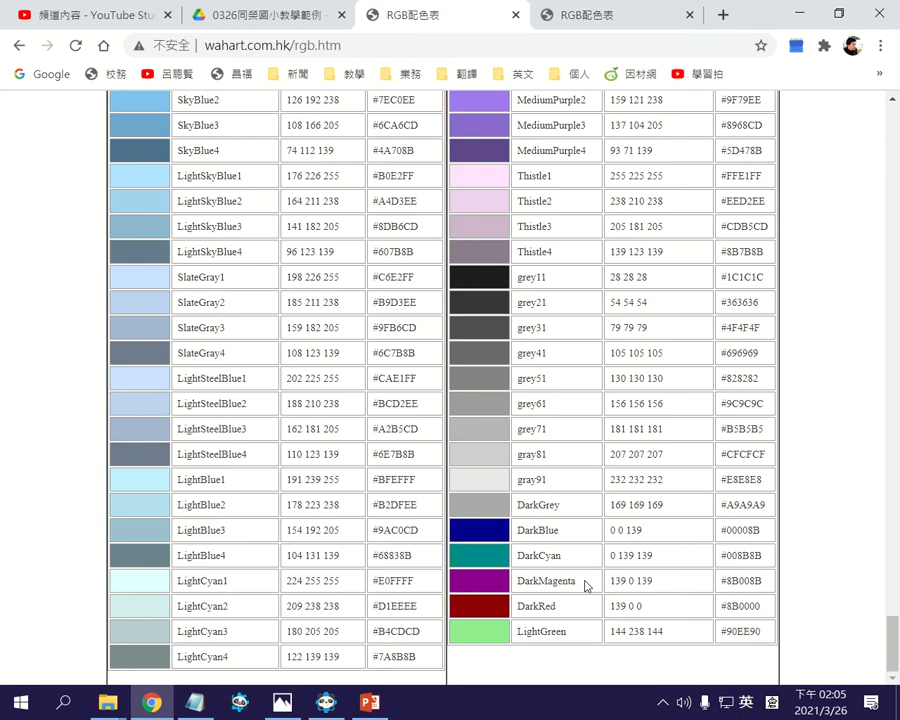 頻道內容 - YouTube Stu
0326同榮國小教學範例 -
RGB配色表
RGB配色表
不安全
wahart.com.hk/rgb.htm
Google
校務
呂聰賢
昌福
新聞
教學
業務
翻譯
英文
個人
因材網
學習拍
»
SkyBlue2 126 192 238 #7EC0EE
SkyBlue3 108 166 205 #6CA6CD
SkyBlue4 74 112 139 #4A708B
LightSkyBlue1 176 226 255 #B0E2FF
LightSkyBlue2 164 211 238 #A4D3EE
LightSkyBlue3 141 182 205 #8DB6CD
LightSkyBlue4 96 123 139 #607B8B
SlateGray1 198 226 255 #C6E2FF
SlateGray2 185 211 238 #B9D3EE
SlateGray3 159 182 205 #9FB6CD
SlateGray4 108 123 139 #6C7B8B
LightSteelBlue1 202 225 255 #CAE1FF
LightSteelBlue2 188 210 238 #BCD2EE
LightSteelBlue3 162 181 205 #A2B5CD
LightSteelBlue4 110 123 139 #6E7B8B
LightBlue1 191 239 255 #BFEFFF
LightBlue2 178 223 238 #B2DFEE
LightBlue3 154 192 205 #9AC0CD
LightBlue4 104 131 139 #68838B
LightCyan1 224 255 255 #E0FFFF
LightCyan2 209 238 238 #D1EEEE
LightCyan3 180 205 205 #B4CDCD
LightCyan4 122 139 139 #7A8B8B
MediumPurple2 159 121 238 #9F79EE
MediumPurple3 137 104 205 #8968CD
MediumPurple4 93 71 139 #5D478B
Thistle1 255 225 255 #FFE1FF
Thistle2 238 210 238 #EED2EE
Thistle3 205 181 205 #CDB5CD
Thistle4 139 123 139 #8B7B8B
grey11 28 28 28 #1C1C1C
grey21 54 54 54 #363636
grey31 79 79 79 #4F4F4F
grey41 105 105 105 #696969
grey51 130 130 130 #828282
grey61 156 156 156 #9C9C9C
grey71 181 181 181 #B5B5B5
gray81 207 207 207 #CFCFCF
gray91 232 232 232 #E8E8E8
DarkGrey 169 169 169 #A9A9A9
DarkBlue 0 0 139 #00008B
DarkCyan 0 139 139 #008B8B
DarkMagenta 139 0 139 #8B008B
DarkRed 139 0 0 #8B0000
LightGreen 144 238 144 #90EE90
英
下午 02:05
2021/3/26